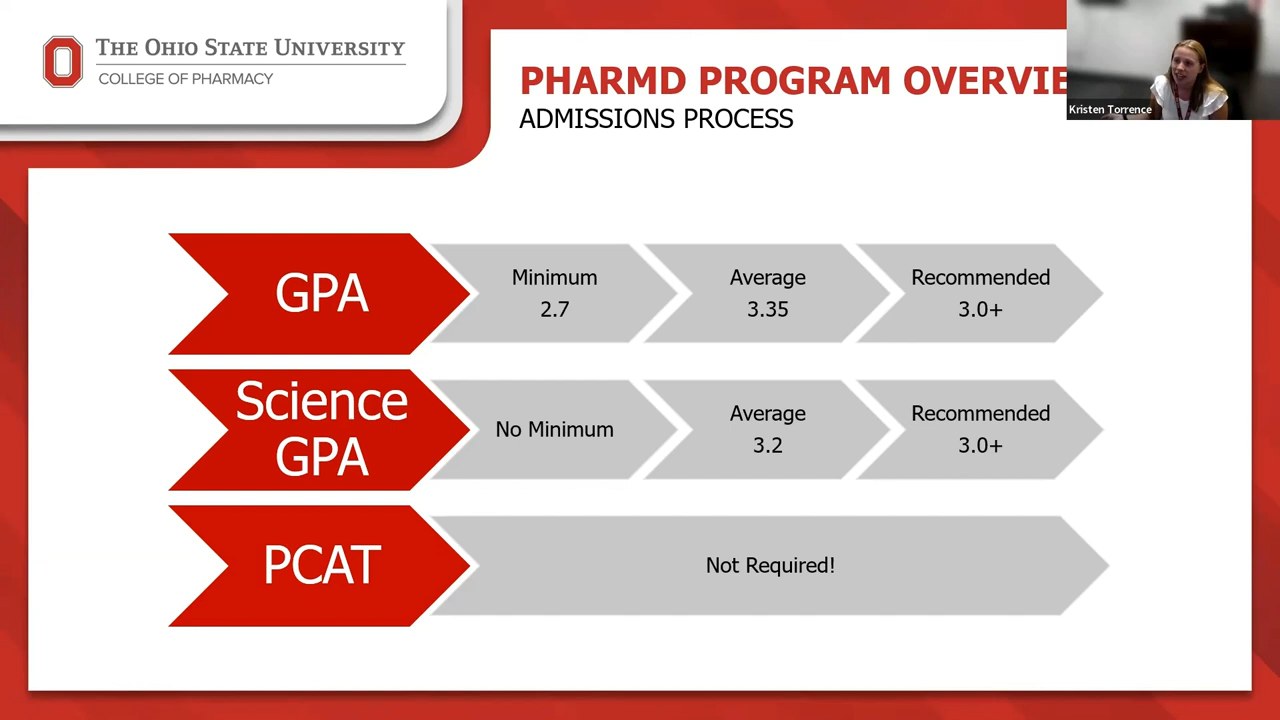 THE OHIO STATE UNIVERSITY
COLLEGE OF PHARMACY
PHARMD PROGRAM OVERVIE
ADMISSIONS PROCESS
Kristen Torrence
GPA
Minimum
2.7
Average
3.35
Recommended
3.0+
Science
GPA
No Minimum
Average
3.2
Recommended
3.0+
PCAT
Not Required!